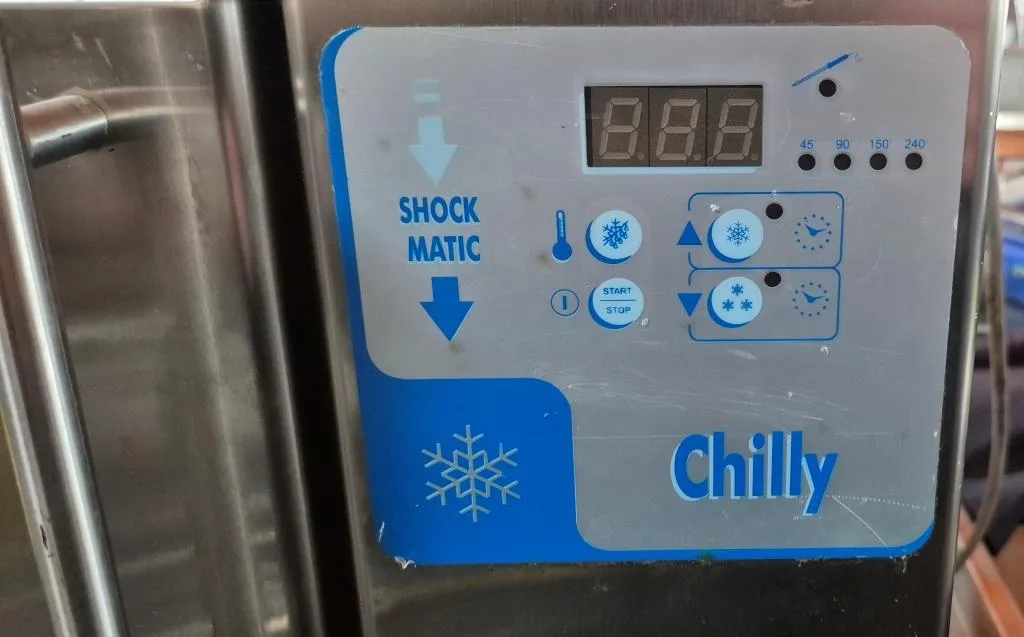 45' 90' 150' 240'
SHOCK
MATIC
START
STOP
Chilly